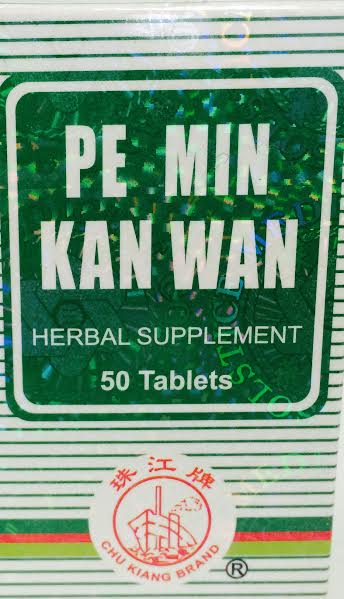 PE MIN
KAN WAN
HERBAL SUPPLEMENT
50 Tablets
珠江牌
CHU KIANG BRAND
®